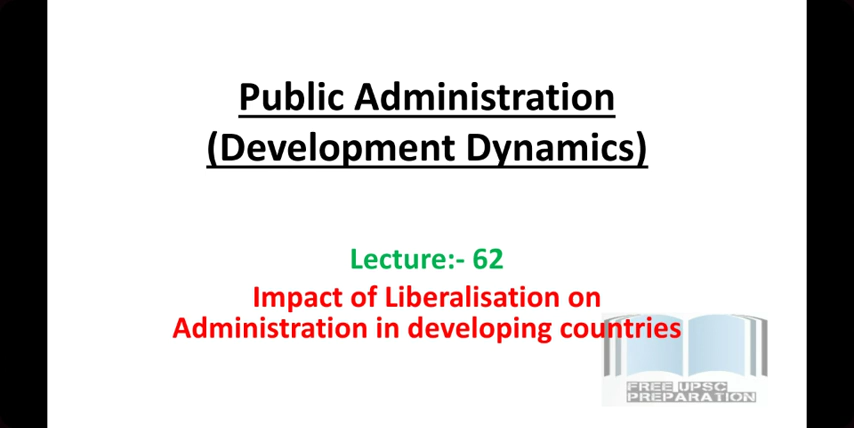 Public Administration
(Development Dynamics)
Lecture:- 62
Impact of Liberalisation on
Administration in developing countries
FREE UPSC
PREPARATION